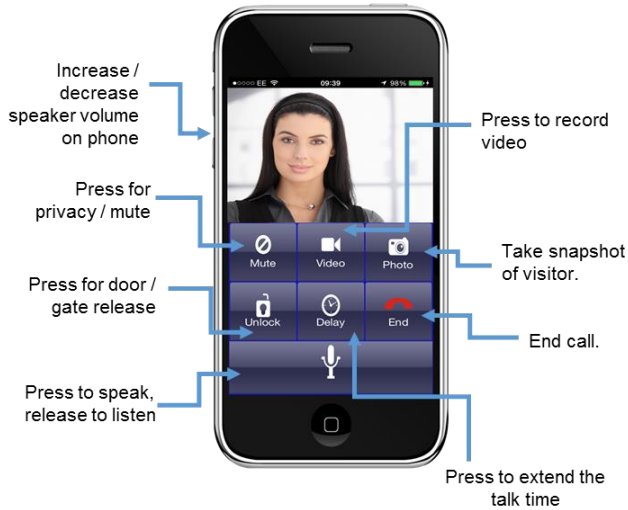 Increase /
decrease
speaker volume
on phone
Press for
privacy / mute
Press for door /
gate release
Press to speak,
release to listen
EE 09:39 98%
Mute Video Photo
Unlock Delay End
Press to record
video
Take snapshot
of visitor.
End call.
Press to extend the
talk time